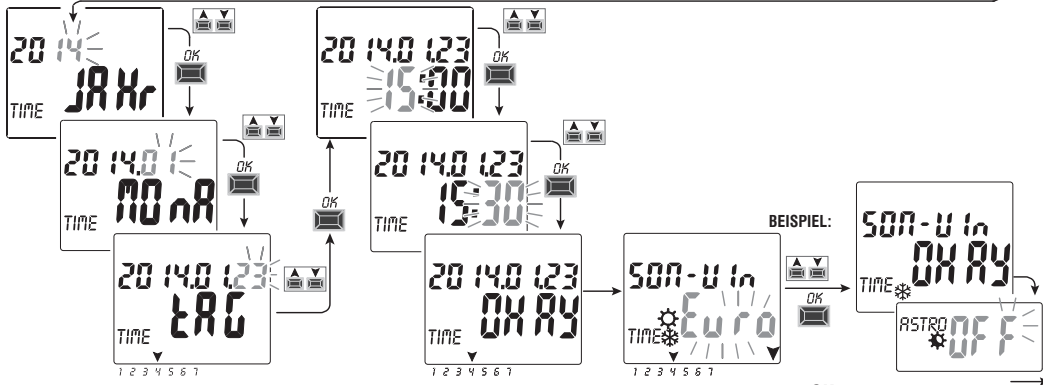 20 14
JAHr
TIME
OK
20 14.01
MOnA
TIME
OK
20 14.01.23
tAG
TIME
1 2 3 4 5 6 7
OK
20 14.01.23
15:00
TIME
OK
20 14.01.23
15:30
TIME
OK
20 14.01.23
OKAY
TIME
1 2 3 4 5 6 7
SOM-UIn
Euro
TIME
1 2 3 4 5 6 7
BEISPIEL:
OK
SOM-UIn
OKAY
TIME
ASTRO OFF